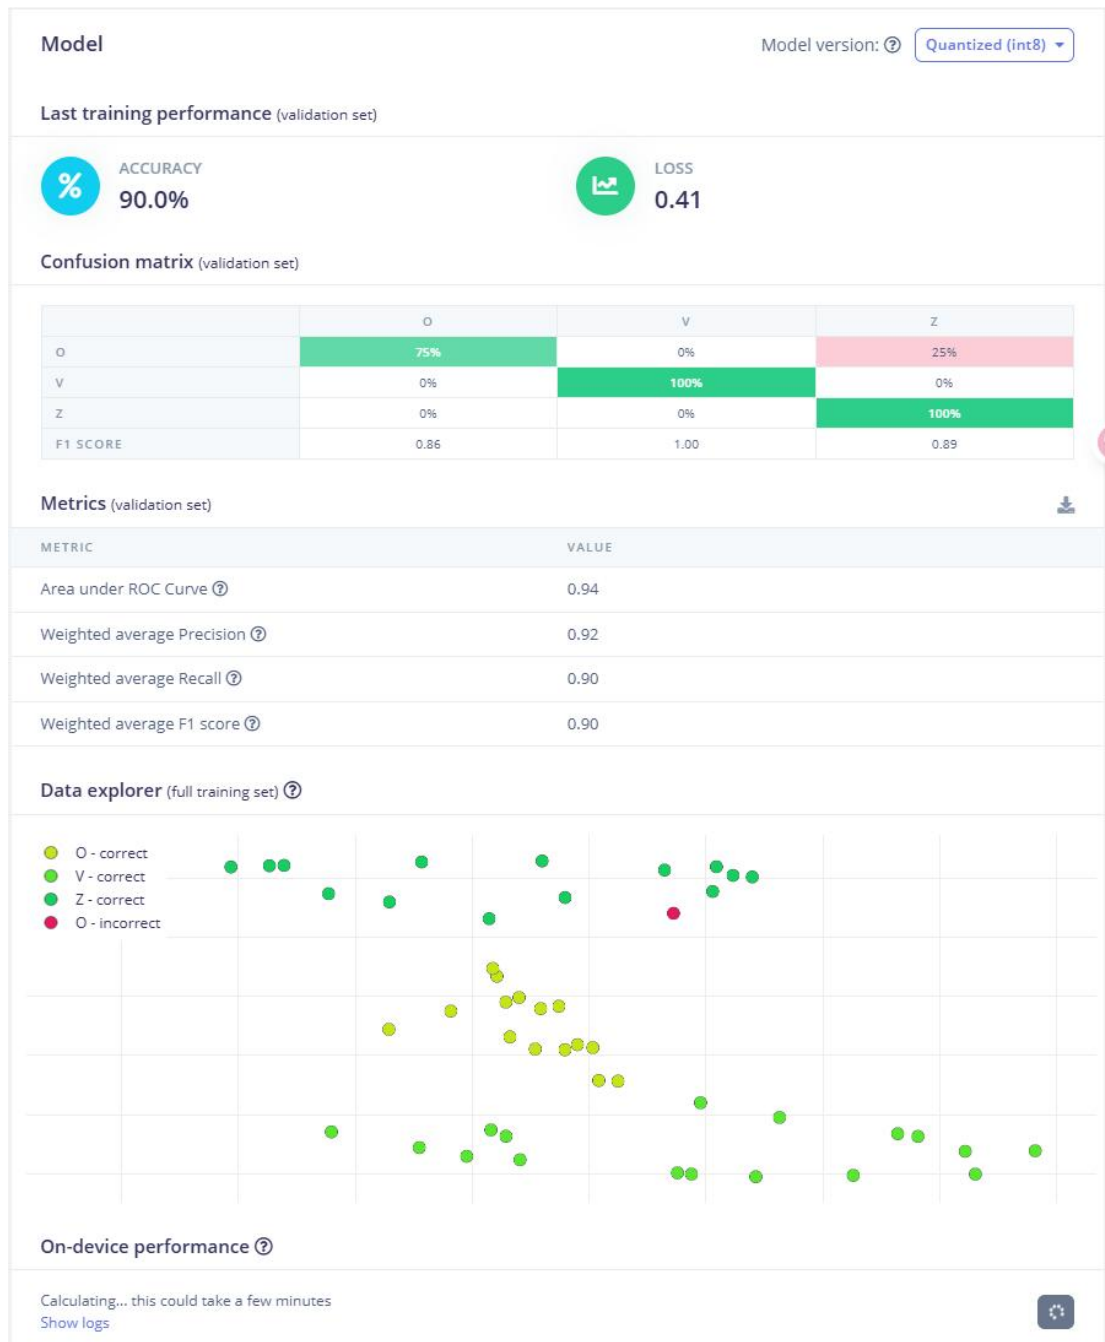 Model
Model version: Quantized (int8)
Last training performance (validation set)
ACCURACY
90.0%
LOSS
0.41
Confusion matrix (validation set)
O V Z
O 75% 0% 25%
V 0% 100% 0%
Z 0% 0% 100%
F1 SCORE 0.86 1.00 0.89
Metrics (validation set)
METRIC VALUE
Area under ROC Curve 0.94
Weighted average Precision 0.92
Weighted average Recall 0.90
Weighted average F1 score 0.90
Data explorer (full training set)
O - correct
V - correct
Z - correct
O - incorrect
On-device performance
Calculating... this could take a few minutes
Show logs